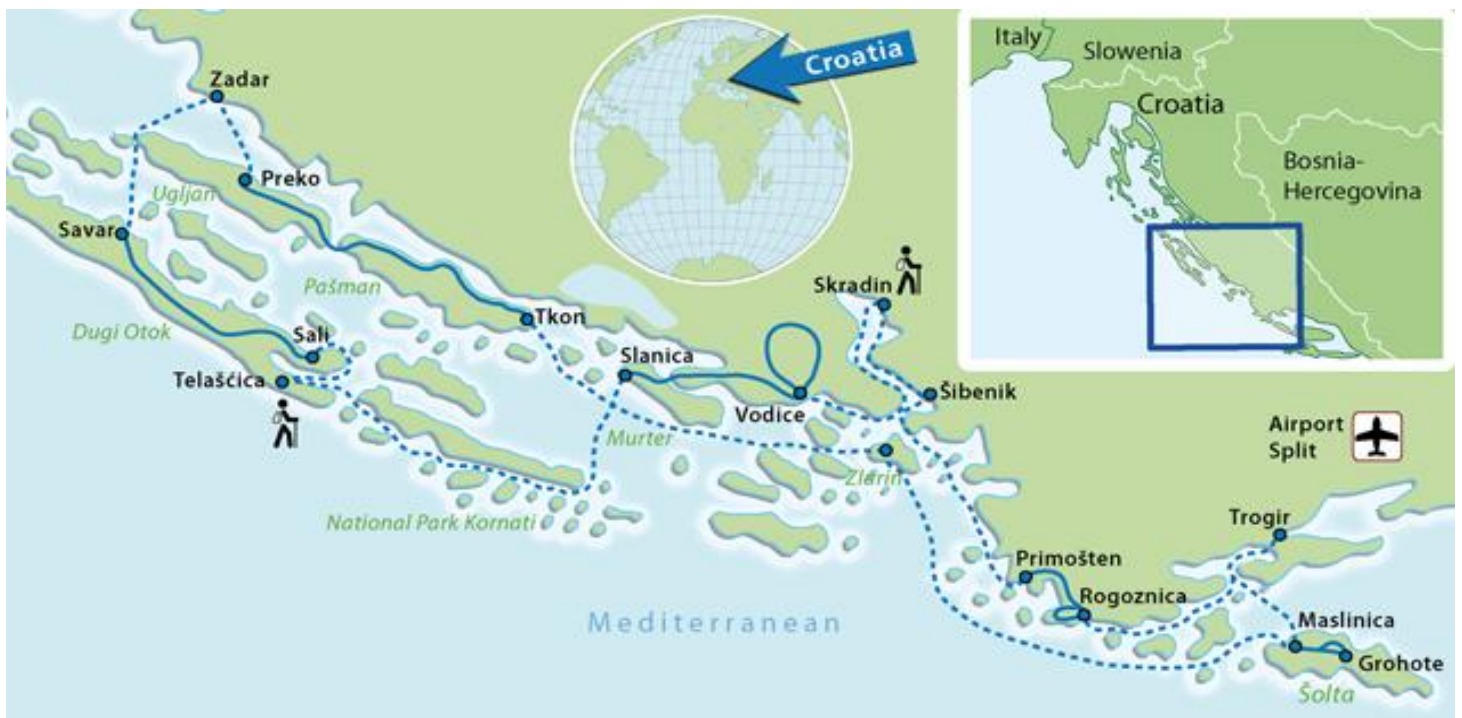 Zadar
Croatia
Italy
Slowenia
Croatia
Bosnia-
Hercegovina
Preko
Ugljan
Savar
Pašman
Dugi Otok
Sali
Telašćica
Tkon
Skradin
Slanica
Vodice
Šibenik
Murter
Zlarin
National Park Kornati
Airport
Split
Trogir
Primošten
Rogoznica
Mediterranean
Maslinica
Grohote
Šolta